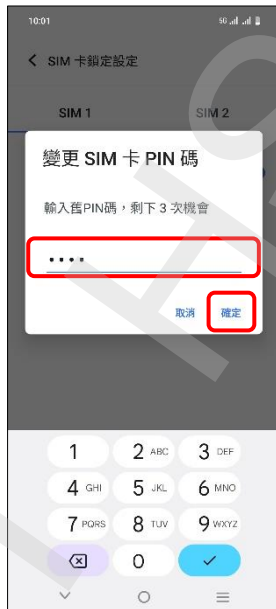 10:01
5G
SIM 卡鎖定設定
SIM 1 SIM 2
變更 SIM 卡 PIN 碼
輸入舊PIN碼，剩下 3 次機會
••••
取消 確定
1 2 ABC 3 DEF
4 GHI 5 JKL 6 MNO
7 PQRS 8 TUV 9 WXYZ
0